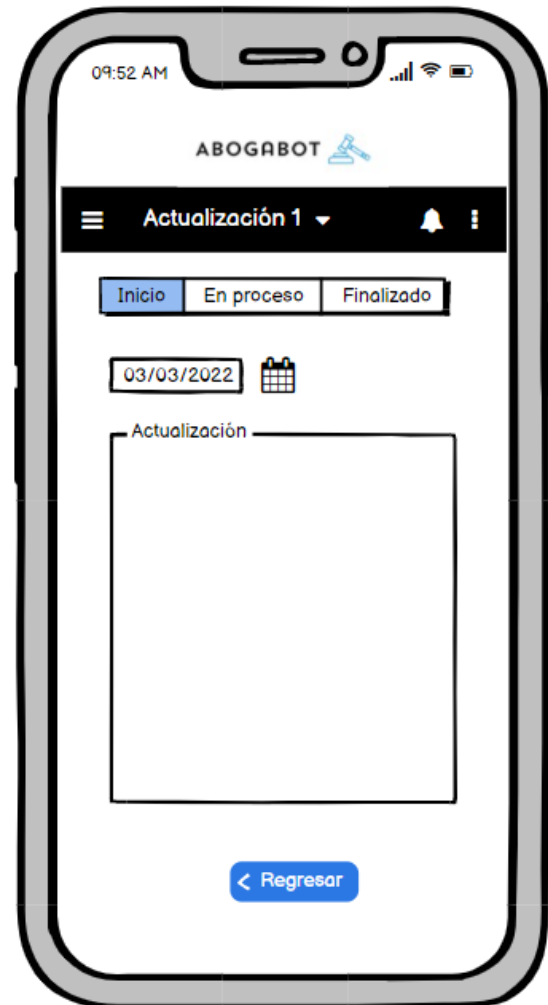 09:52 AM
ABOGABOT
Actualización 1
Inicio En proceso Finalizado
03/03/2022
Actualización
Regresar